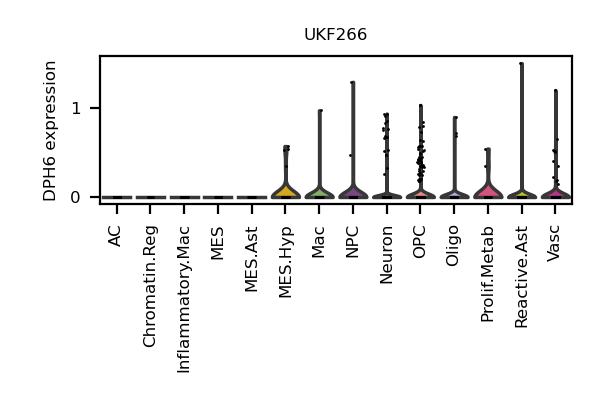 UKF266
DPH6 expression
1
0
AC
Chromatin.Reg
Inflammatory.Mac
MES
MES.Ast
MES.Hyp
Mac
NPC
Neuron
OPC
Oligo
Prolif.Metab
Reactive.Ast
Vasc